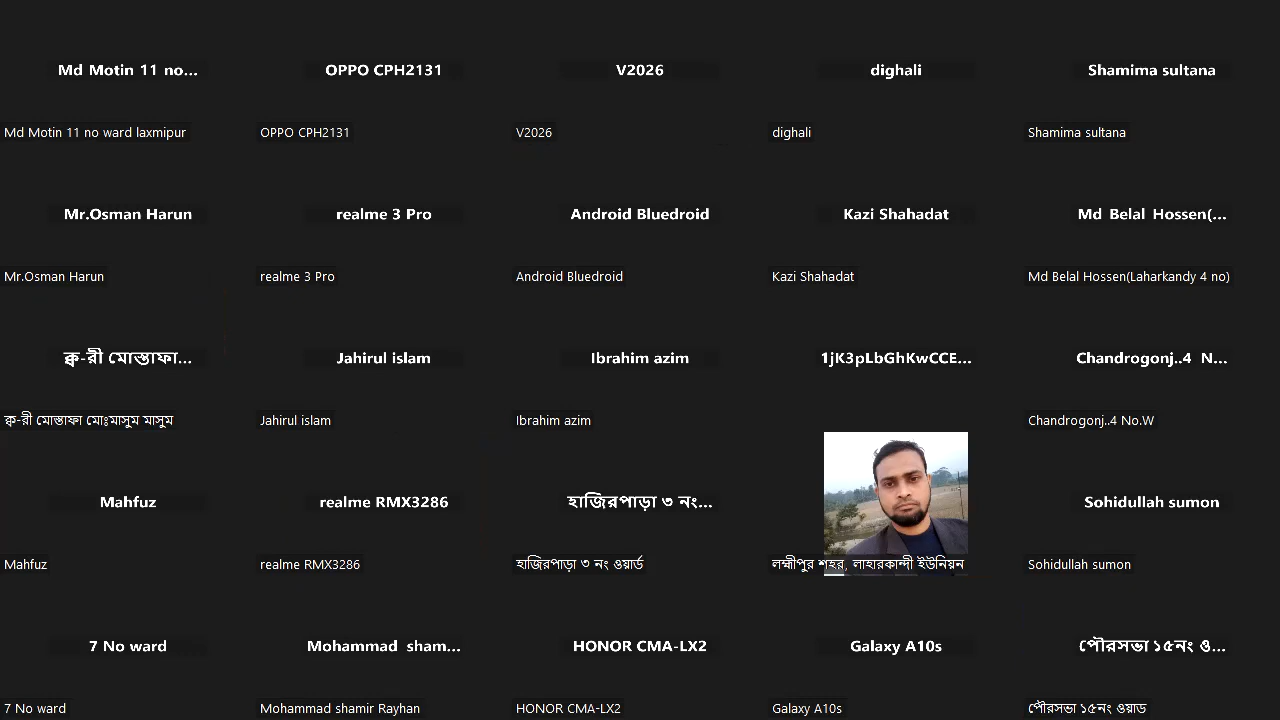 Md Motin 11 no...
OPPO CPH2131
V2026
dighali
Shamima sultana
Md Motin 11 no ward laxmipur
OPPO CPH2131
V2026
dighali
Shamima sultana
Mr.Osman Harun
realme 3 Pro
Android Bluedroid
Kazi Shahadat
Md Belal Hossen(...
Mr.Osman Harun
realme 3 Pro
Android Bluedroid
Kazi Shahadat
Md Belal Hossen(Laharkandy 4 no)
ক্ব-রী মোস্তাফা...
Jahirul islam
Ibrahim azim
1jK3pLbGhKwCCE...
Chandrogonj..4 N...
ক্ব-রী মোস্তাফা মোঃমাসুম মাসুম
Jahirul islam
Ibrahim azim
Chandrogonj..4 No.W
Mahfuz
realme RMX3286
হাজিরপাড়া ৩ নং...
Sohidullah sumon
Mahfuz
realme RMX3286
হাজিরপাড়া ৩ নং ওয়ার্ড
লক্ষ্মীপুর শহর, লাহারকান্দী ইউনিয়ন
Sohidullah sumon
7 No ward
Mohammad sham...
HONOR CMA-LX2
Galaxy A10s
পৌরসভা ১৫নং ও...
7 No ward
Mohammad shamir Rayhan
HONOR CMA-LX2
Galaxy A10s
পৌরসভা ১৫নং ওয়াড